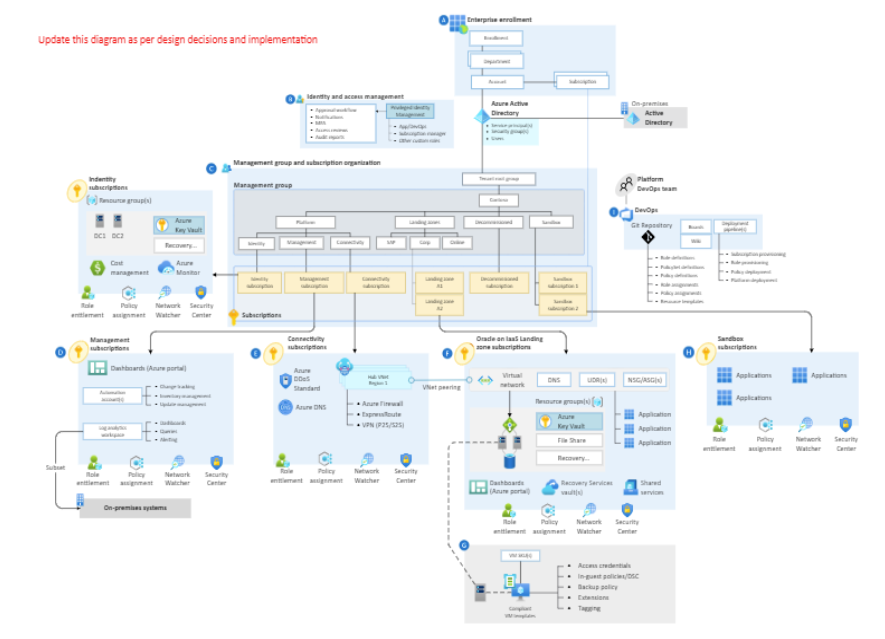 Update this diagram as per design decisions and implementation
A
Enterprise enrollment
Enrollment
Department
Account
Subscription
B
Identity and access management
Approval workflow
Notifications
MFA
Access reviews
Audit reports
Privileged Identity
Management
App/DevOps
Subscription manager
Other custom roles
Azure Active
Directory
Service principal(s)
Security group(s)
Users
On-premises
Active
Directory
C
Management group and subscription organization
Management group
Tenant root group
Contoso
Platform
Landing zones
Decommissioned
Sandbox
Identity
Management
Connectivity
SAP
Corp.
Online
Identity
subscription
Management
subscription
Connectivity
subscription
Landing zone
A1
Landing zone
A2
Decommissioned
subscription
Sandbox
subscription 1
Sandbox
subscription 2
Subscriptions
Indentity
subscriptions
Resource group(s)
DC1
DC2
Azure
Key Vault
Recovery...
Cost
management
Azure
Monitor
Role
entitlement
Policy
assignment
Network
Watcher
Security
Center
Platform
DevOps team
I
DevOps
Git Repository
Boards
Wiki
Deployment
pipeline(s)
Role definitions
PolicySet definitions
Policy definitions
Role assignments
Policy assignments
Resource templates
Subscription provisioning
Role provisioning
Policy deployment
Platform deployment
D
Management
subscriptions
Dashboards (Azure portal)
Automation
account(s)
Change tracking
Inventory management
Update management
Log analytics
workspace
Dashboards
Queries
Alerting
Subset
Role
entitlement
Policy
assignment
Network
Watcher
Security
Center
On-premises systems
E
Connectivity
subscriptions
Azure
DDoS
Standard
Azure DNS
Hub VNet
Region 1
Azure Firewall
ExpressRoute
VPN (P2S/S2S)
VNet peering
Role
entitlement
Policy
assignment
Network
Watcher
Security
Center
F
Oracle on IaaS Landing
zone subscriptions
Virtual
network
DNS
UDR(s)
NSG/ASG(s)
Resource groups(s)
Azure
Key Vault
File Share
Recovery...
Application
Application
Application
Dashboards
(Azure portal)
Recovery Services
vault(s)
Shared
services
Role
entitlement
Policy
assignment
Network
Watcher
Security
Center
G
VM SKU(s)
Compliant
VM templates
Access credentials
In-guest policies/DSC
Backup policy
Extensions
Tagging
H
Sandbox
subscriptions
Applications
Applications
Applications
Role
entitlement
Policy
assignment
Network
Watcher
Security
Center